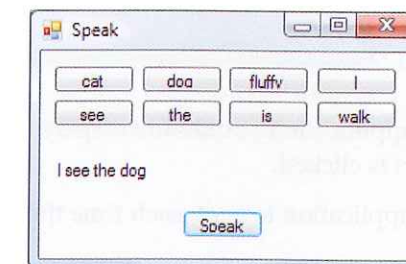 Speak
cat dog fluffy I
see the is walk
I see the dog
Speak